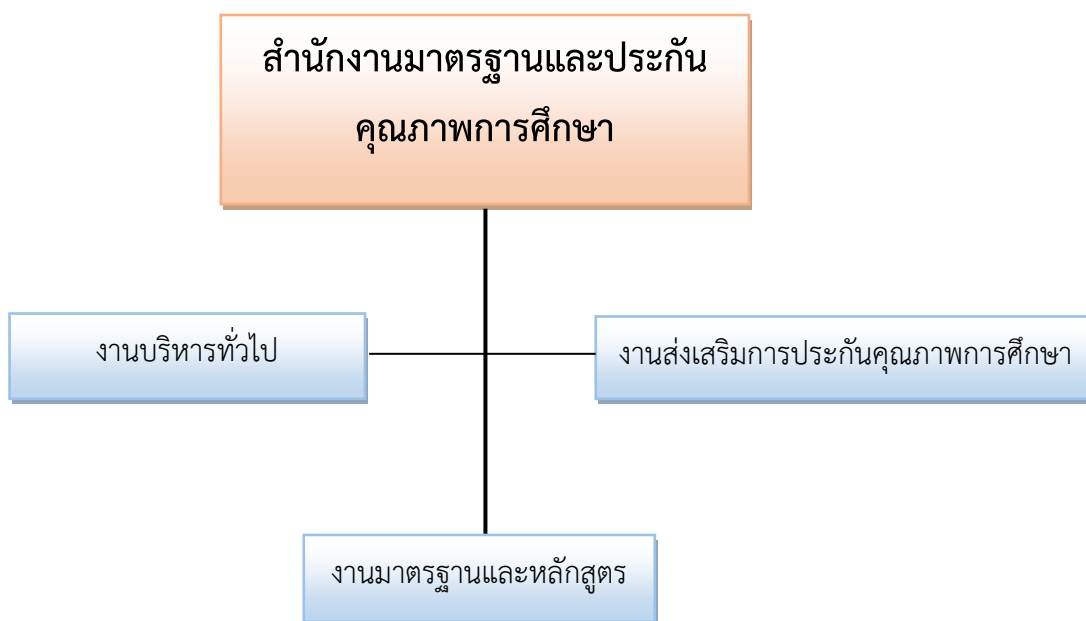 สำนักงานมาตรฐานและประกัน
คุณภาพการศึกษา
งานบริหารทั่วไป
งานส่งเสริมการประกันคุณภาพการศึกษา
งานมาตรฐานและหลักสูตร